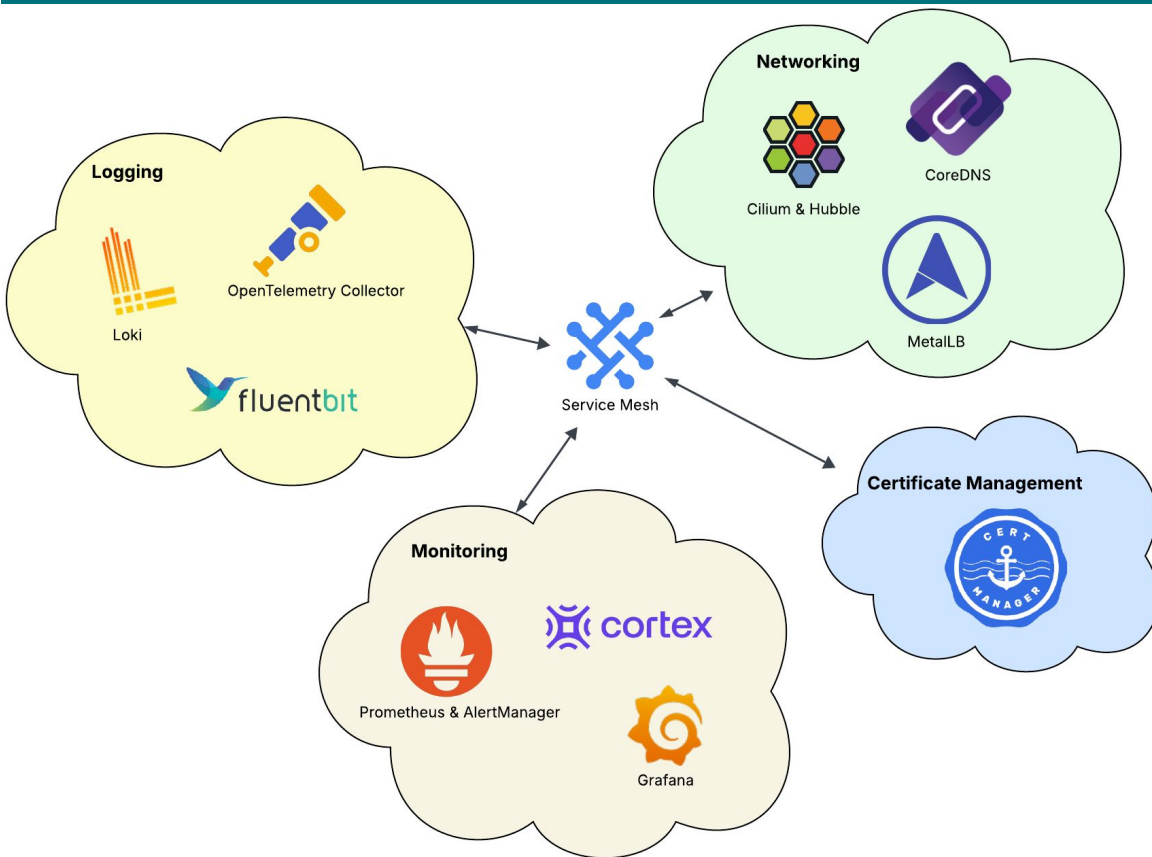 Logging
Loki
OpenTelemetry Collector
fluentbit
Networking
Cilium & Hubble
CoreDNS
MetalLB
Service Mesh
Monitoring
Prometheus & AlertManager
cortex
Grafana
Certificate Management
CERT
MANAGER